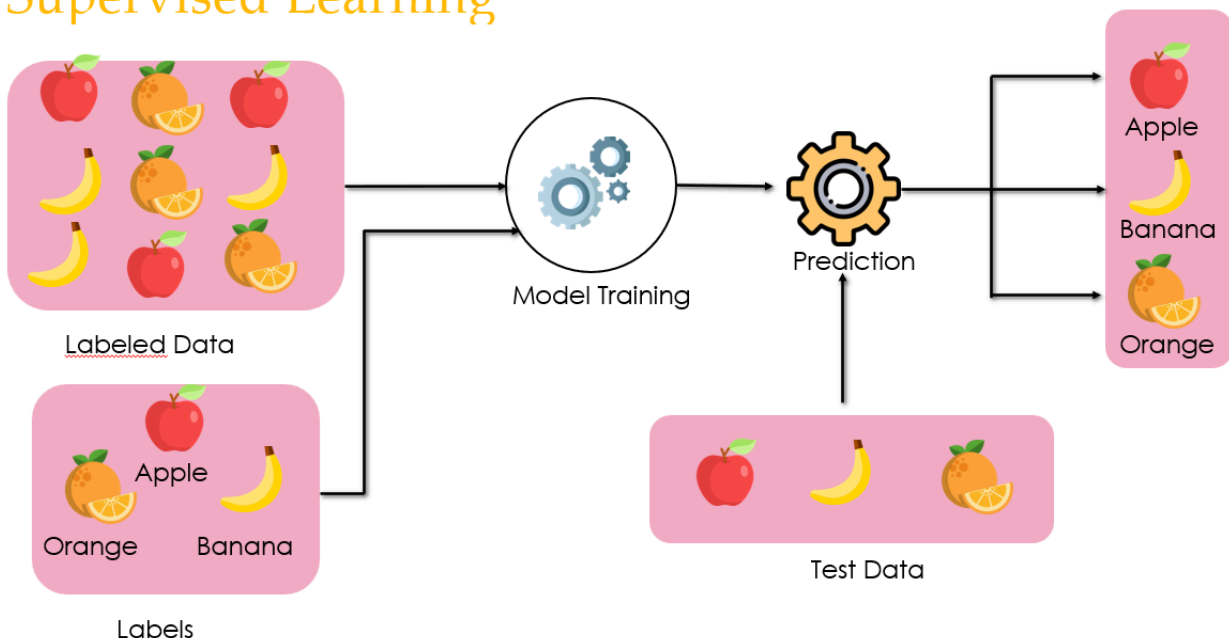 Supervised Learning
Labeled Data
Apple
Orange
Banana
Labels
Model Training
Prediction
Test Data
Apple
Banana
Orange